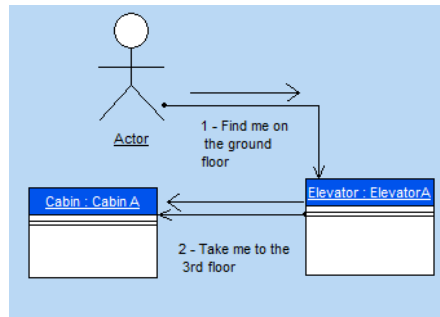 1 - Find me on
the ground
floor
Actor
Cabin : Cabin A
Elevator : ElevatorA
2 - Take me to the
3rd floor